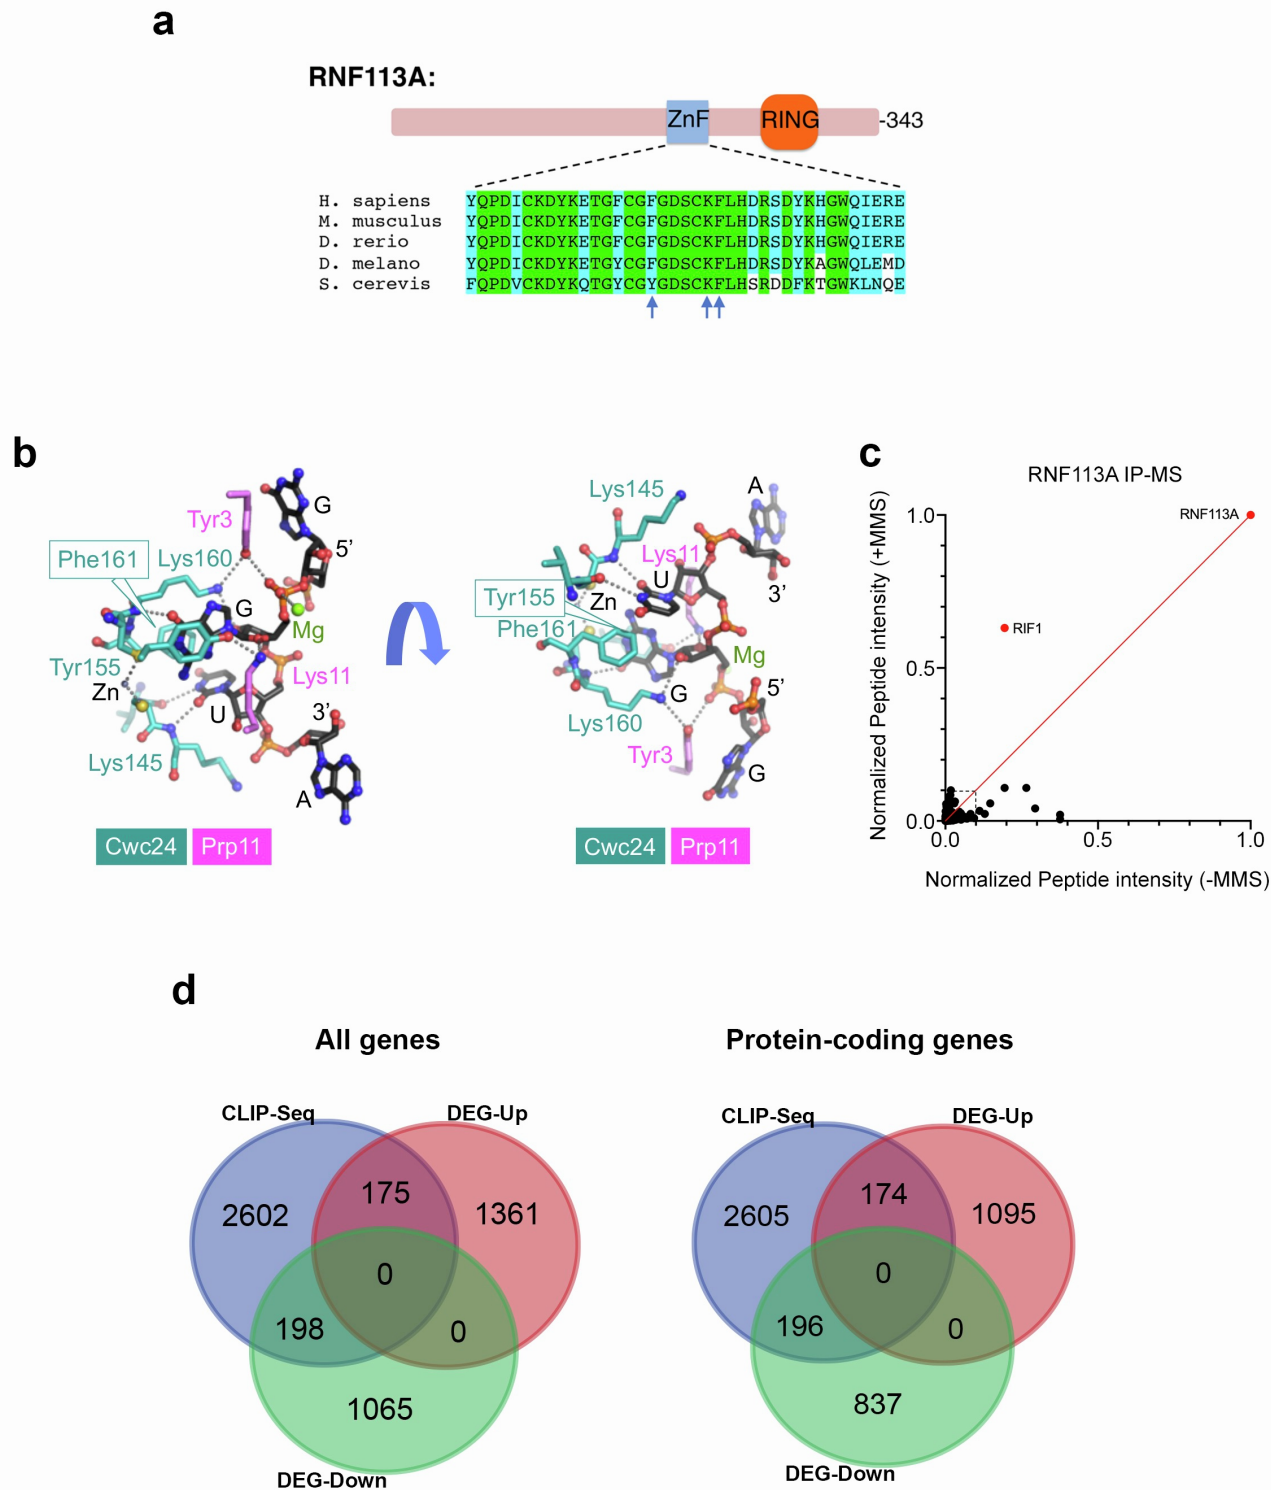 a
RNF113A:
ZnF
RING
-343
H. sapiens YQPDICKDYKETGFCGFGDSCKFLHDRSDYKHGWQIERE
M. musculus YQPDICKDYKETGFCGFGDSCKFLHDRSDYKHGWQIERE
D. rerio YQPDICKDYKETGFCGFGDSCKFLHDRSDYKHGWQIERE
D. melano YQPDICKDYKETGYCGFGDSCKFLHDRSDYKAGWQLEMD
S. cerevis FQPDVCKDYKQTGYCGYGDSCKFLHSRDDFKTGWKLNQE
b
Tyr3
G
5’
Phe161
Lys160
G
Mg
Tyr155
Zn
Lys11
U
3’
Lys145
A
Cwc24
Prp11
Lys145
A
Lys11
U
3’
Zn
Tyr155
Phe161
Mg
G
5’
Lys160
Tyr3
G
Cwc24
Prp11
c
RNF113A IP-MS
Normalized Peptide intensity (+MMS)
1.0
0.5
0.0
RNF113A
RIF1
0.0
0.5
1.0
Normalized Peptide intensity (-MMS)
d
All genes
CLIP-Seq
DEG-Up
2602
175
1361
0
198
0
1065
DEG-Down
Protein-coding genes
CLIP-Seq
DEG-Up
2605
174
1095
0
196
0
837
DEG-Down